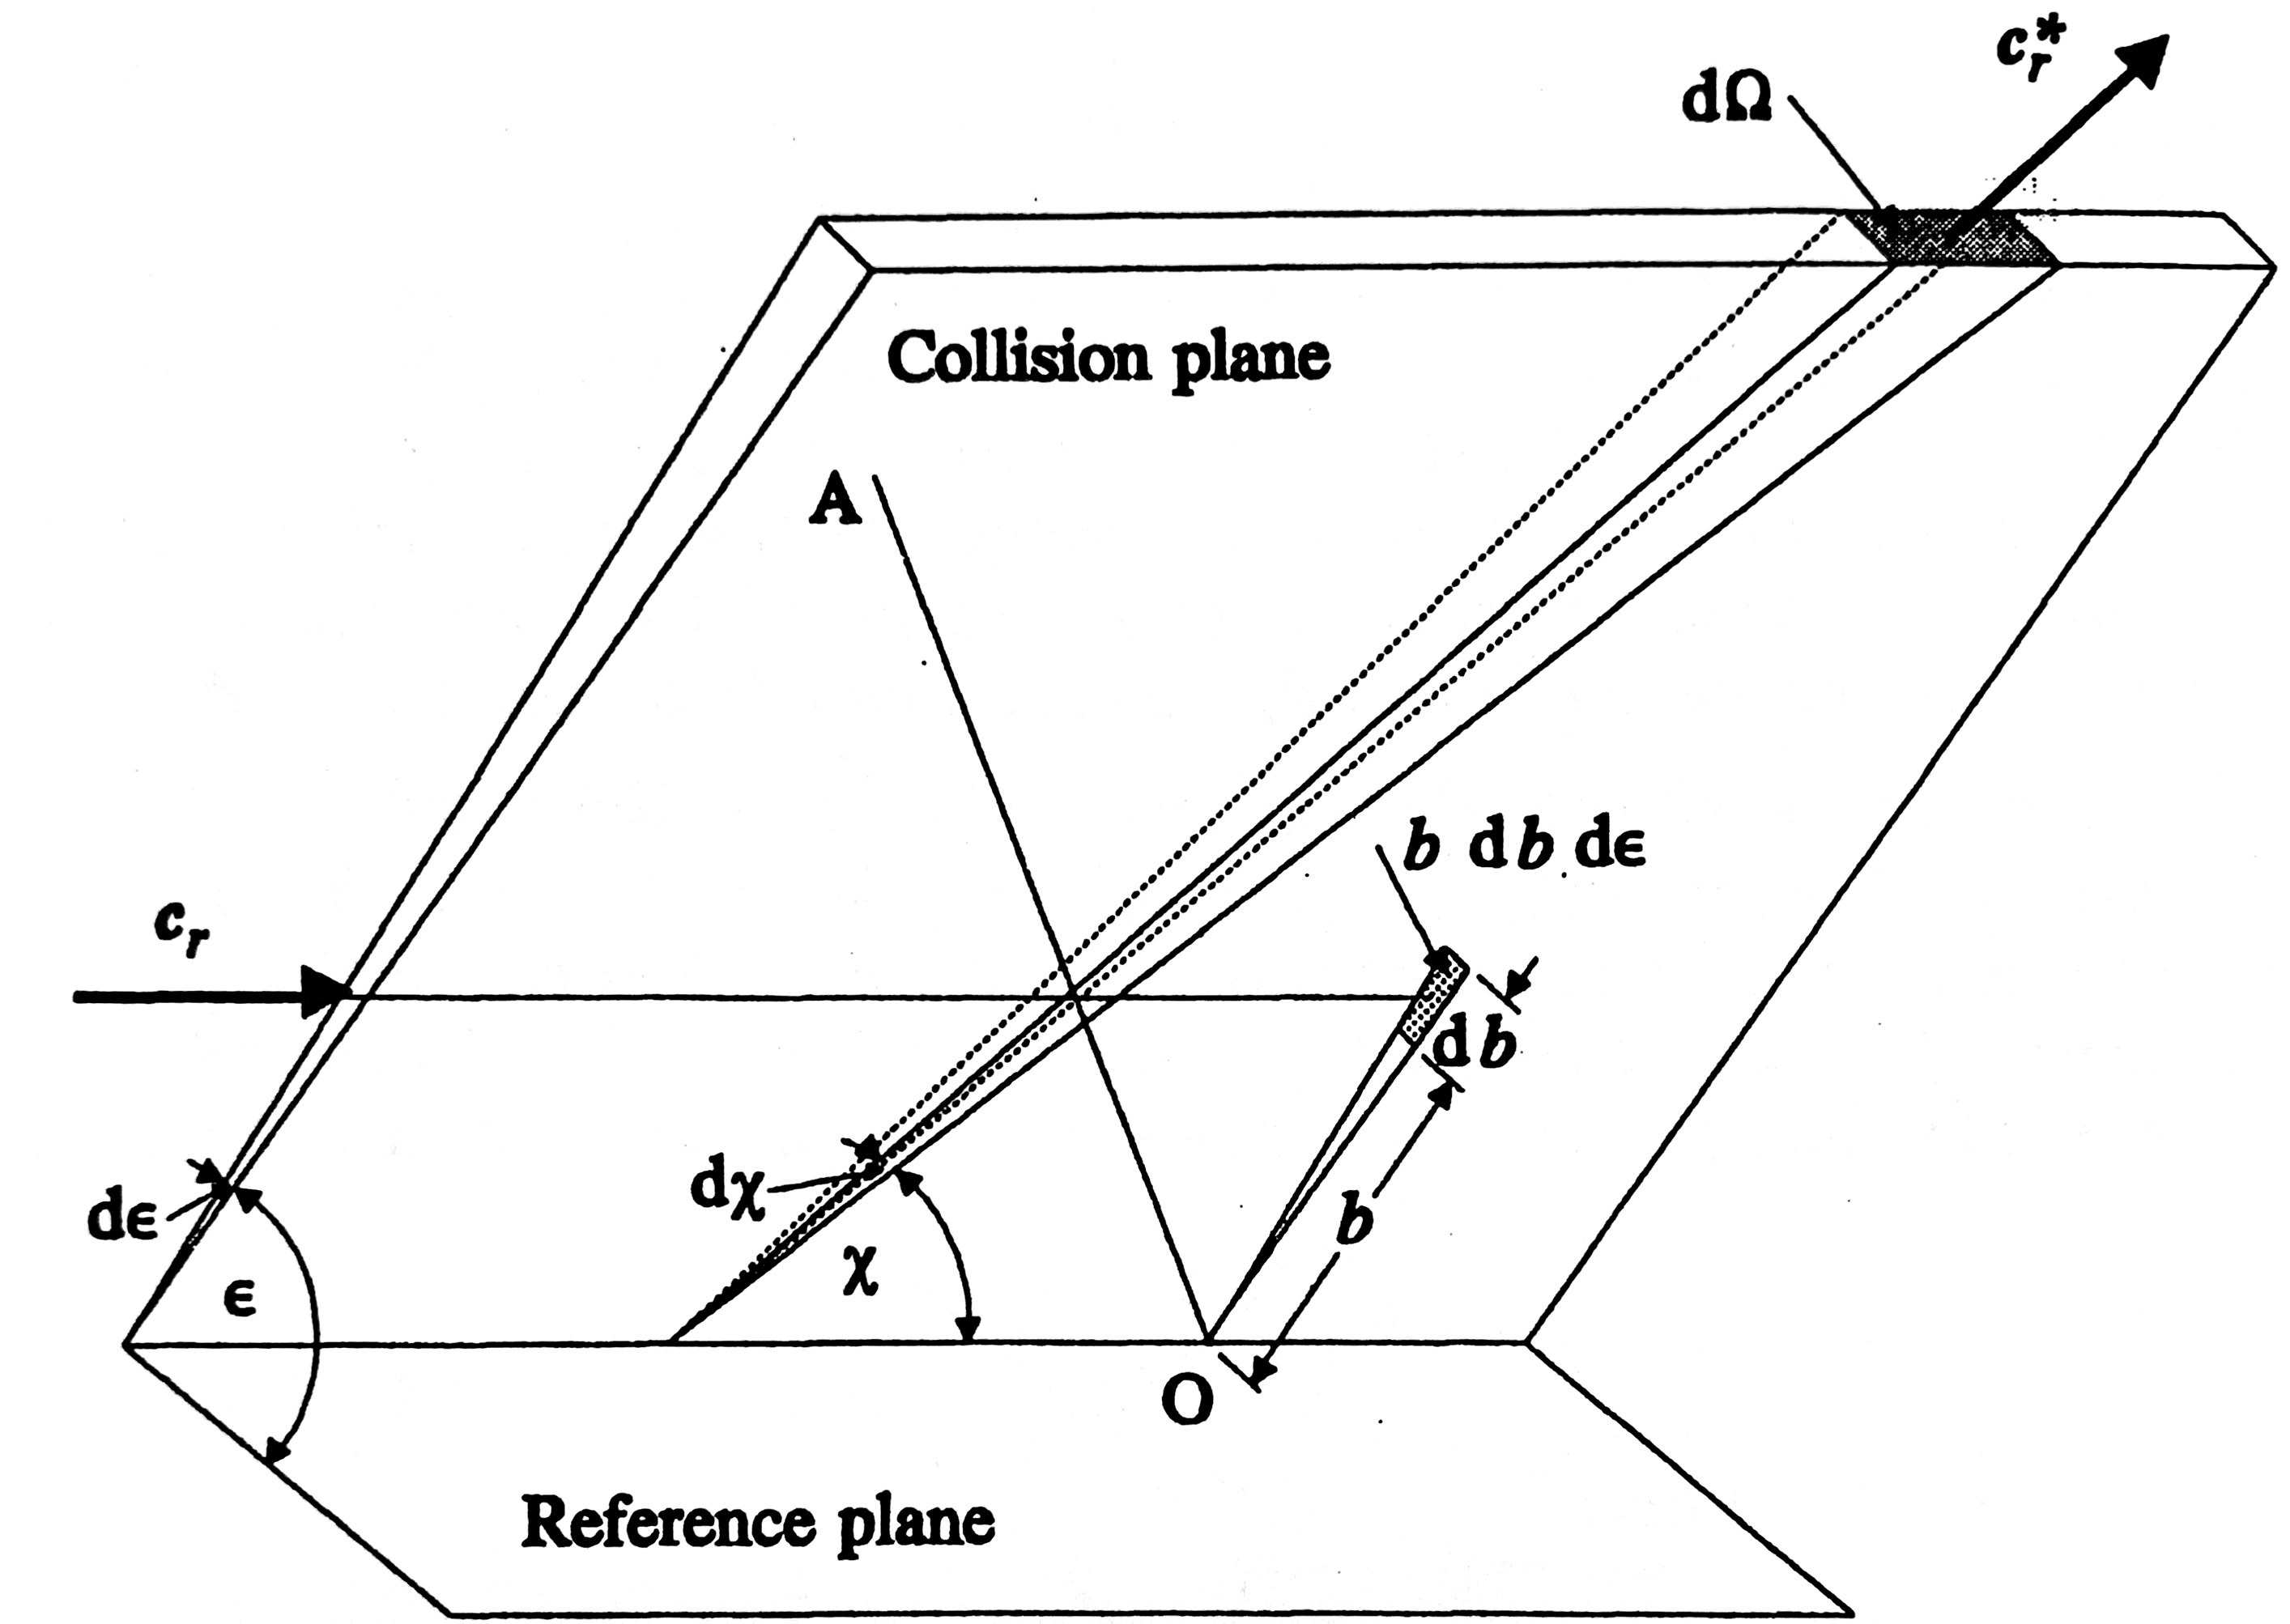 c_r*
dΩ
Collision plane
A
b db dϵ
c_r
db
dχ
dϵ
b
χ
ϵ
O
Reference plane